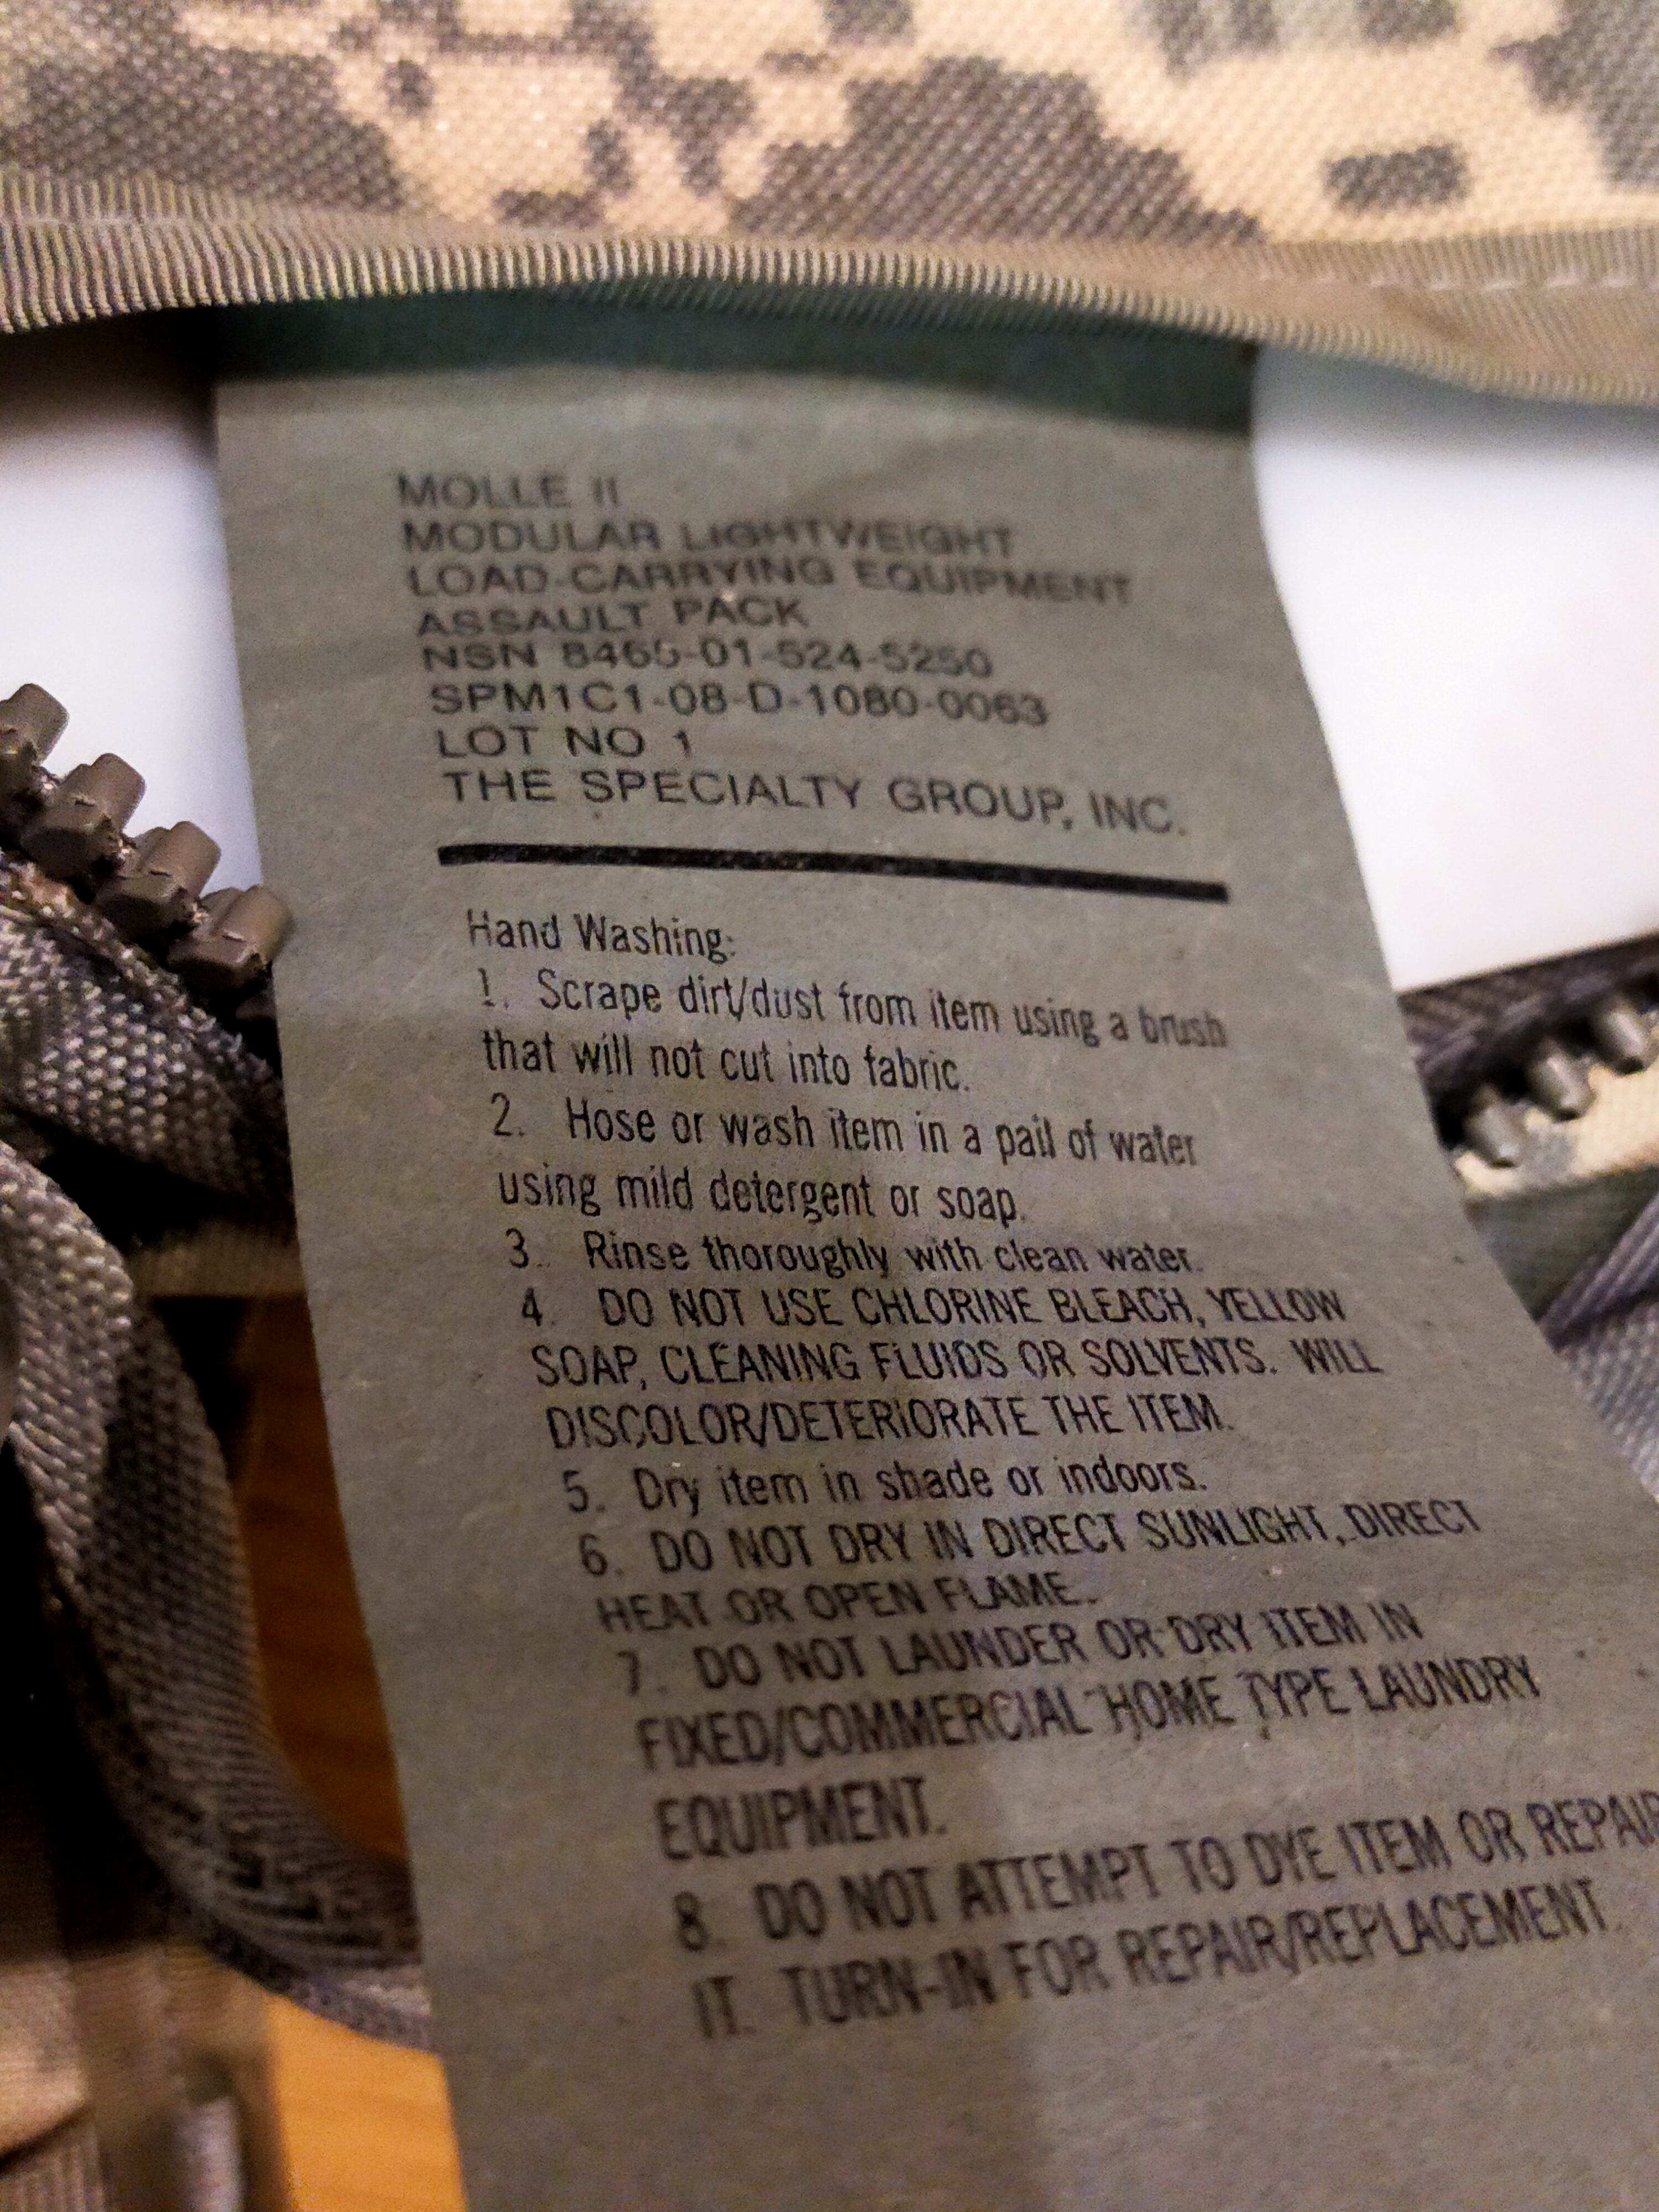 MOLLE II
MODULAR LIGHTWEIGHT
LOAD-CARRYING EQUIPMENT
ASSAULT PACK
NSN 8465-01-524-5250
SPM1C1-08-D-1080-0063
LOT NO 1
THE SPECIALTY GROUP, INC.
Hand Washing:
1. Scrape dirt/dust from item using a brush
that will not cut into fabric.
2. Hose or wash item in a pail of water
using mild detergent or soap.
3. Rinse thoroughly with clean water.
4 DO NOT USE CHLORINE BLEACH, YELLOW
SOAP, CLEANING FLUIDS OR SOLVENTS. WILL
DISCOLOR/DETERIORATE THE ITEM.
5. Dry item in shade or indoors.
6. DO NOT DRY IN DIRECT SUNLIGHT, DIRECT
HEAT OR OPEN FLAME.
7. DO NOT LAUNDER OR DRY ITEM IN
FIXED/COMMERCIAL HOME TYPE LAUNDRY
EQUIPMENT.
8. DO NOT ATTEMPT TO DYE ITEM OR REPAIR
IT. TURN-IN FOR REPAIR/REPLACEMENT.